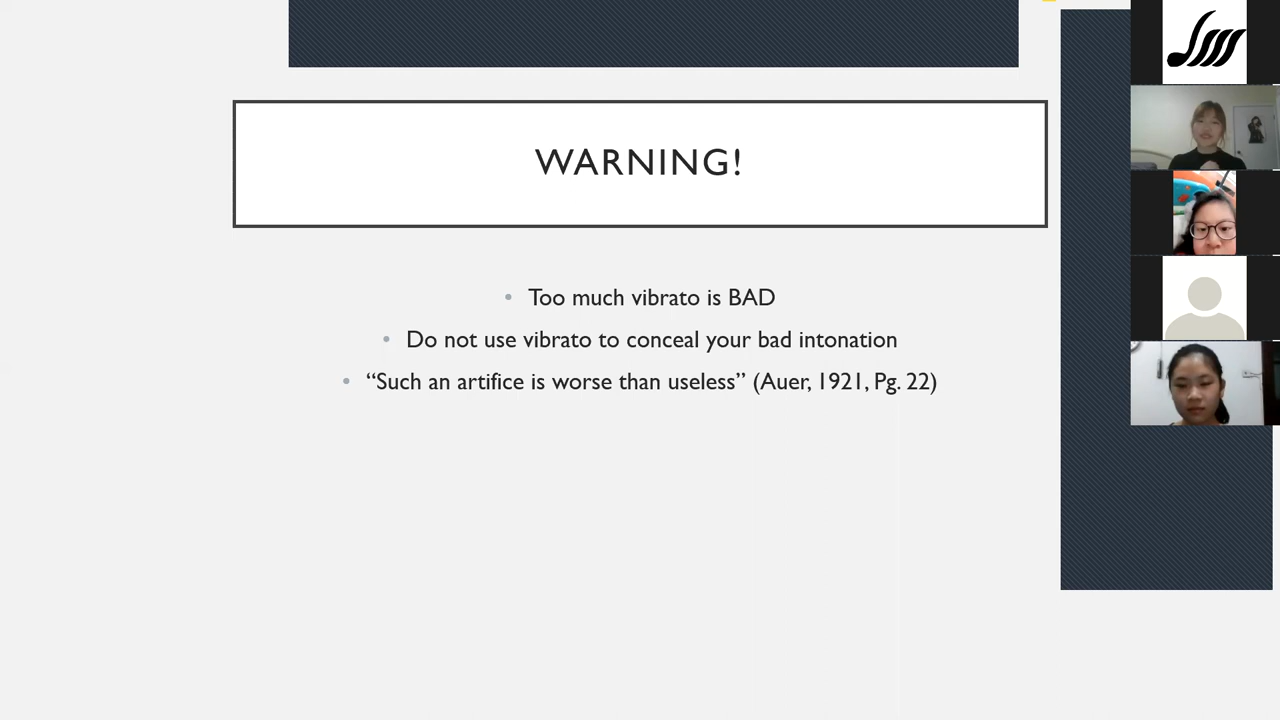 WARNING!
Too much vibrato is BAD
Do not use vibrato to conceal your bad intonation
“Such an artifice is worse than useless” (Auer, 1921, Pg. 22)